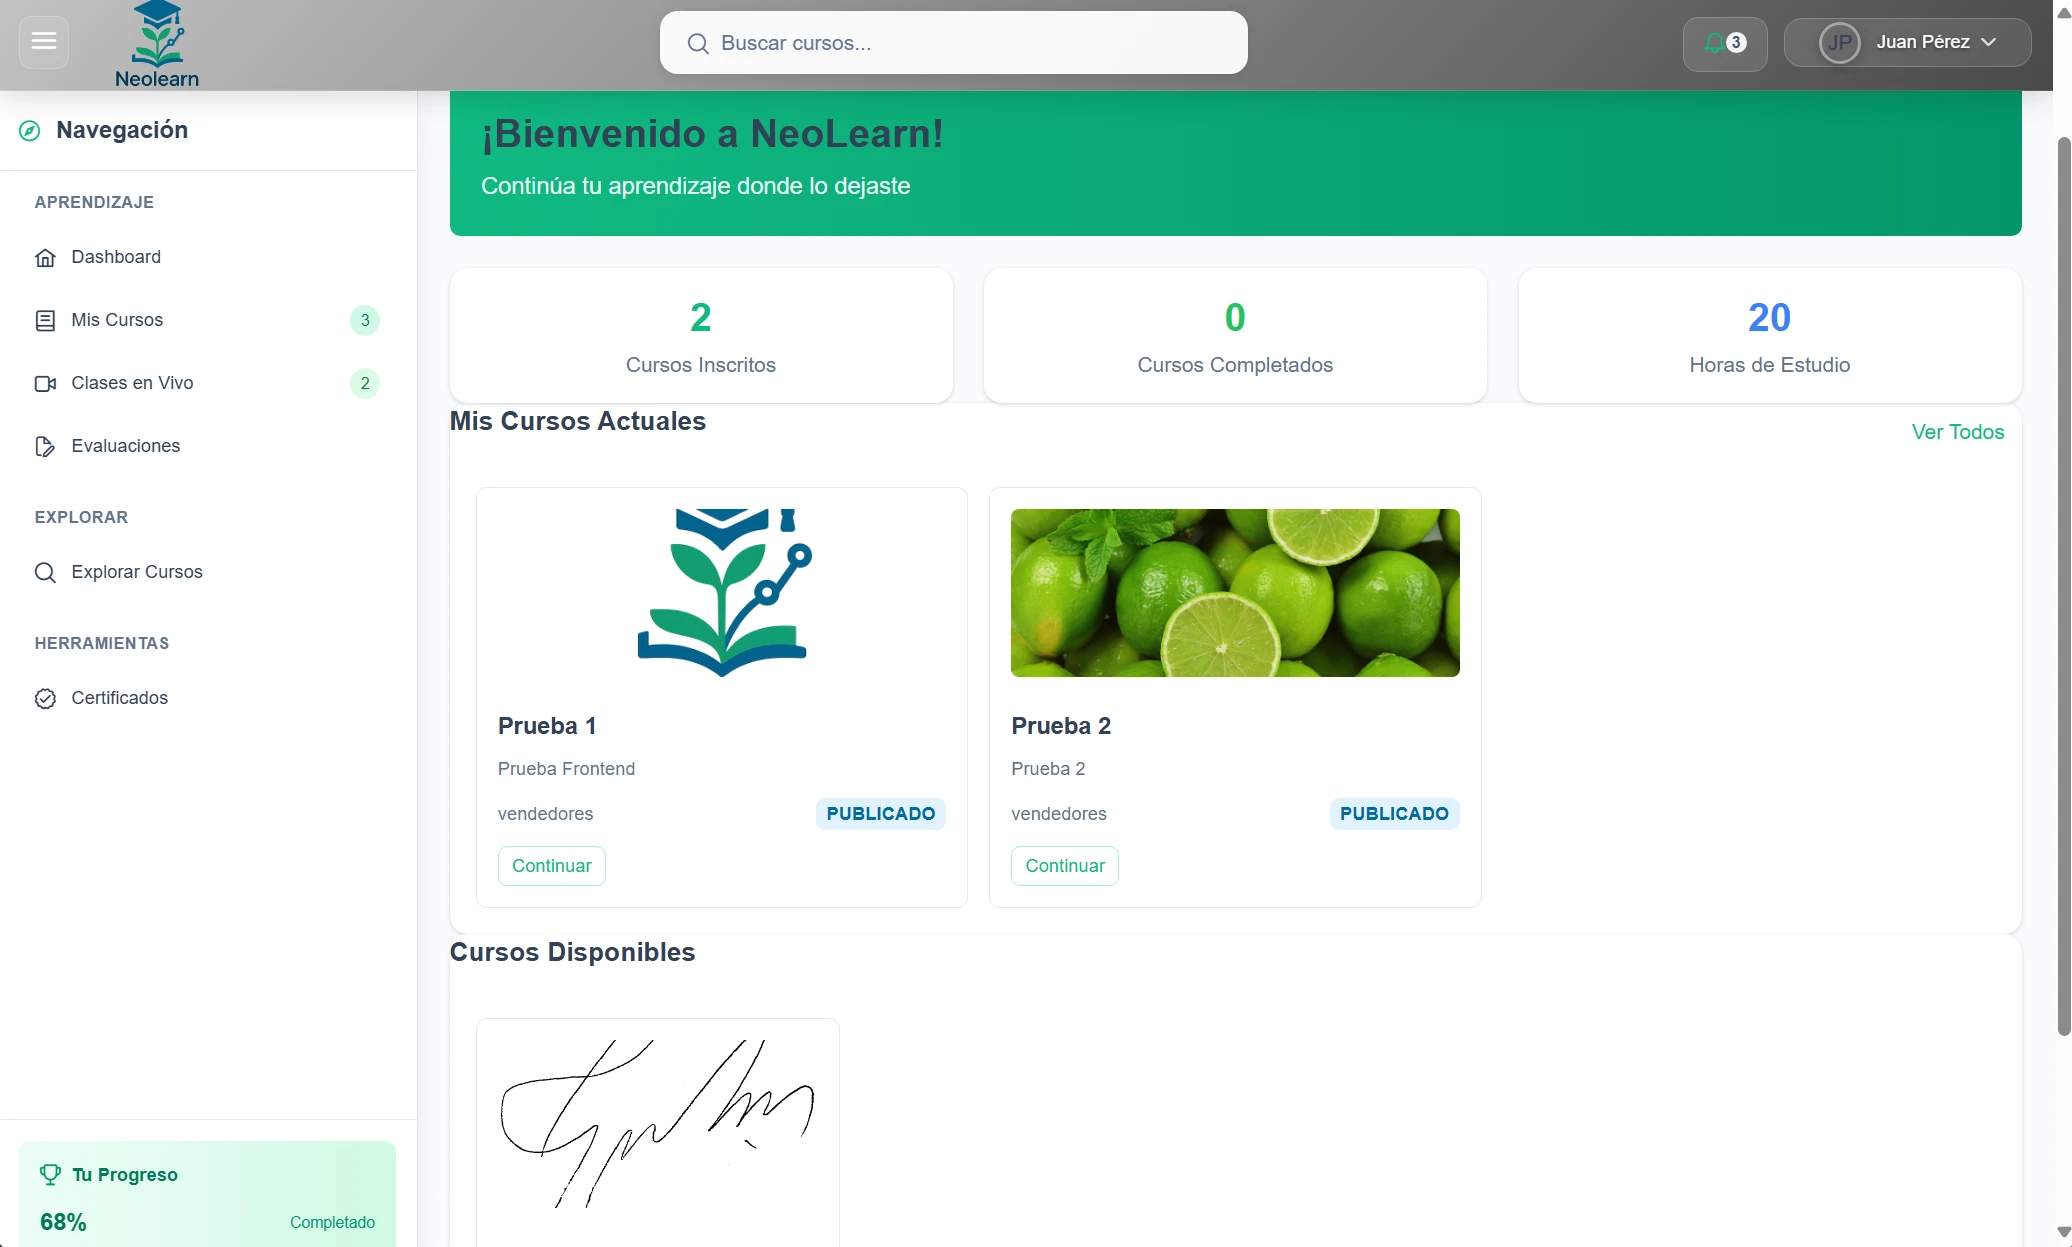 Neolearn
Buscar cursos...
3
JP
Juan Pérez
Navegación
APRENDIZAJE
Dashboard
Mis Cursos
3
Clases en Vivo
2
Evaluaciones
EXPLORAR
Explorar Cursos
HERRAMIENTAS
Certificados
Tu Progreso
68%
Completado
¡Bienvenido a NeoLearn!
Continúa tu aprendizaje donde lo dejaste
2
Cursos Inscritos
0
Cursos Completados
20
Horas de Estudio
Mis Cursos Actuales
Ver Todos
Prueba 1
Prueba Frontend
vendedores
PUBLICADO
Continuar
Prueba 2
Prueba 2
vendedores
PUBLICADO
Continuar
Cursos Disponibles